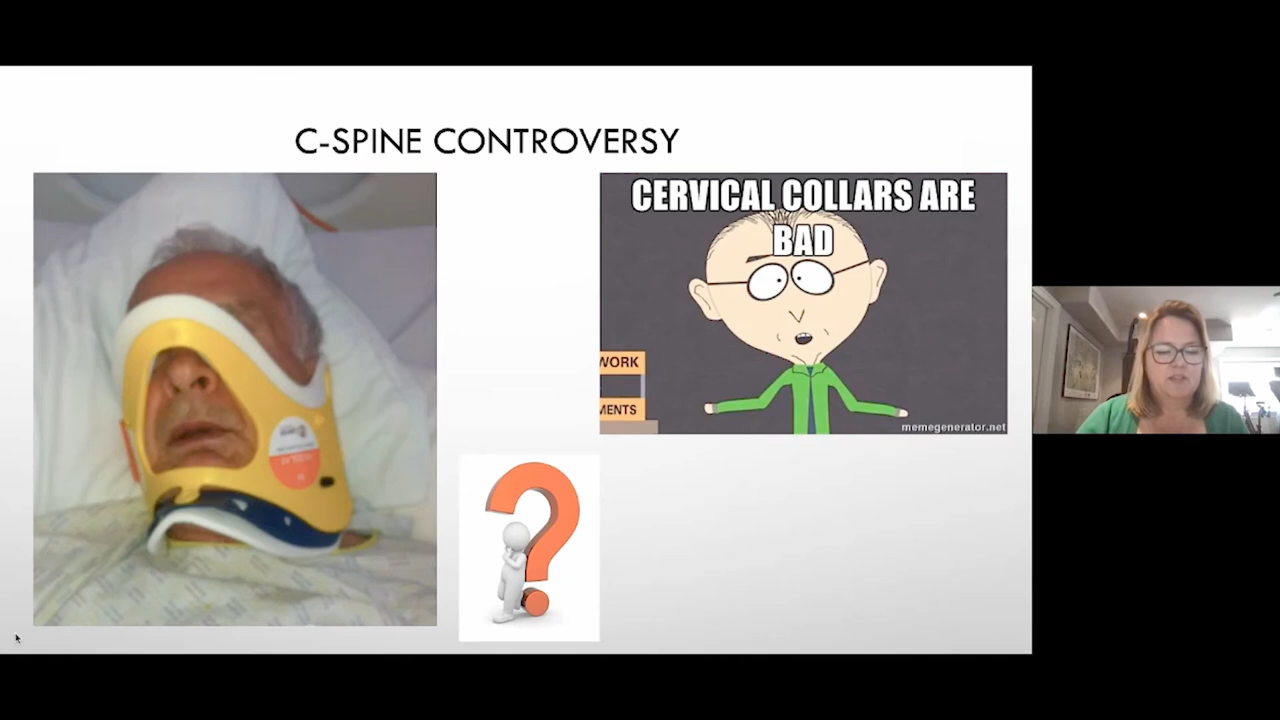 C-SPINE CONTROVERSY
CERVICAL COLLARS ARE
BAD
WORK
MENTS
memegenerator.net